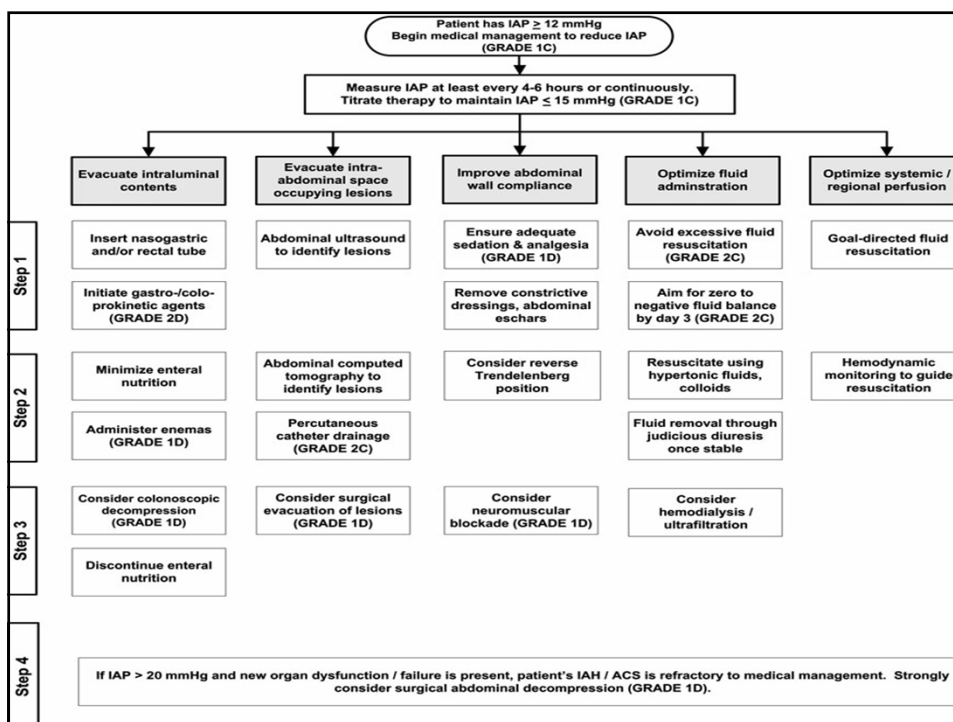 Patient has IAP ≥ 12 mmHg
Begin medical management to reduce IAP
(GRADE 1C)
Measure IAP at least every 4-6 hours or continuously.
Titrate therapy to maintain IAP ≤ 15 mmHg (GRADE 1C)
Evacuate intraluminal
contents
Evacuate intra-
abdominal space
occupying lesions
Improve abdominal
wall compliance
Optimize fluid
adminstration
Optimize systemic /
regional perfusion
Step 1
Insert nasogastric
and/or rectal tube
Abdominal ultrasound
to identify lesions
Ensure adequate
sedation & analgesia
(GRADE 1D)
Avoid excessive fluid
resuscitation
(GRADE 2C)
Goal-directed fluid
resuscitation
Initiate gastro-/colo-
prokinetic agents
(GRADE 2D)
Remove constrictive
dressings, abdominal
eschars
Aim for zero to
negative fluid balance
by day 3 (GRADE 2C)
Step 2
Minimize enteral
nutrition
Abdominal computed
tomography to
identify lesions
Consider reverse
Trendelenberg
position
Resuscitate using
hypertonic fluids,
colloids
Hemodynamic
monitoring to guide
resuscitation
Administer enemas
(GRADE 1D)
Percutaneous
catheter drainage
(GRADE 2C)
Fluid removal through
judicious diuresis
once stable
Step 3
Consider colonoscopic
decompression
(GRADE 1D)
Consider surgical
evacuation of lesions
(GRADE 1D)
Consider
neuromuscular
blockade (GRADE 1D)
Consider
hemodialysis /
ultrafiltration
Discontinue enteral
nutrition
Step 4
If IAP > 20 mmHg and new organ dysfunction / failure is present, patient's IAH / ACS is refractory to medical management.  Strongly
consider surgical abdominal decompression (GRADE 1D).